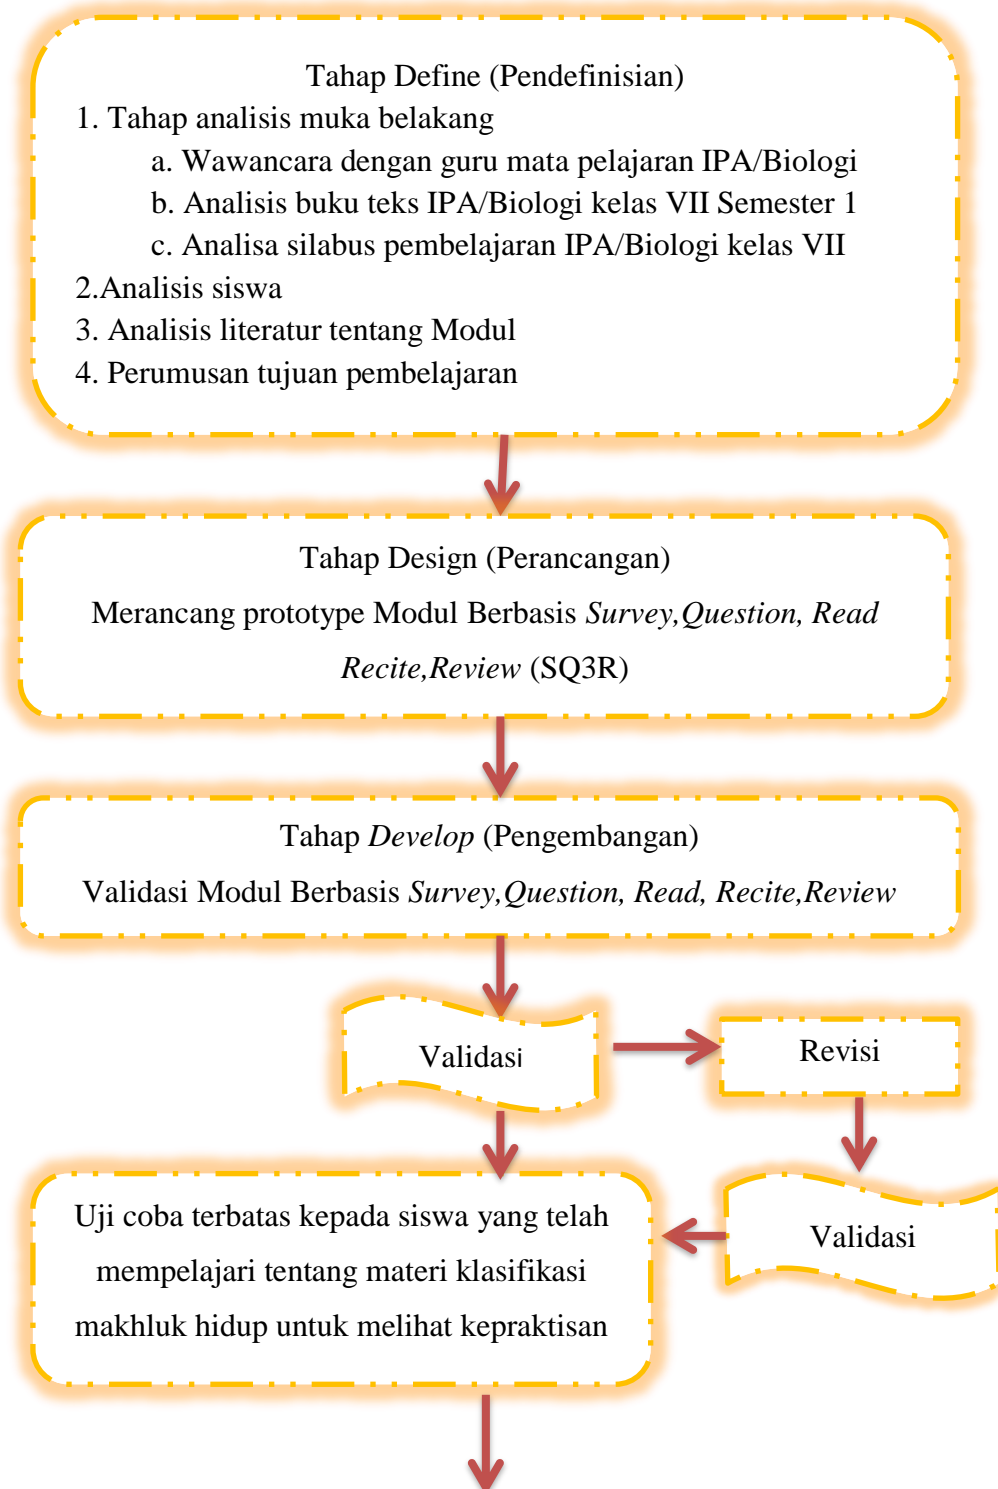 Tahap Define (Pendefinisian)
1. Tahap analisis muka belakang
a. Wawancara dengan guru mata pelajaran IPA/Biologi
b. Analisis buku teks IPA/Biologi kelas VII Semester 1
c. Analisa silabus pembelajaran IPA/Biologi kelas VII
2.Analisis siswa
3. Analisis literatur tentang Modul
4. Perumusan tujuan pembelajaran
Tahap Design (Perancangan)
Merancang prototype Modul Berbasis Survey,Question, Read
Recite,Review (SQ3R)
Tahap Develop (Pengembangan)
Validasi Modul Berbasis Survey,Question, Read, Recite,Review
Validasi
Revisi
Validasi
Uji coba terbatas kepada siswa yang telah
mempelajari tentang materi klasifikasi
makhluk hidup untuk melihat kepraktisan